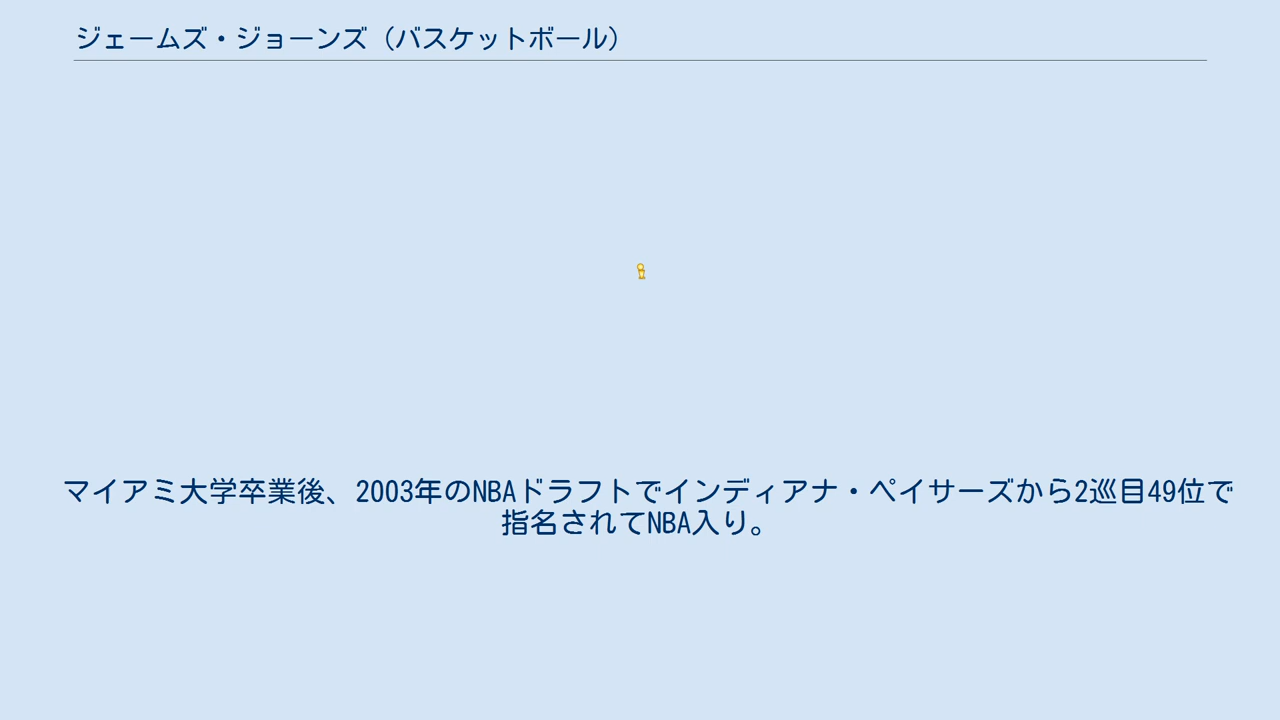 ジェームズ・ジョーンズ（バスケットボール）
マイアミ大学卒業後、2003年のNBAドラフトでインディアナ・ペイサーズから2巡目49位で
指名されてNBA入り。